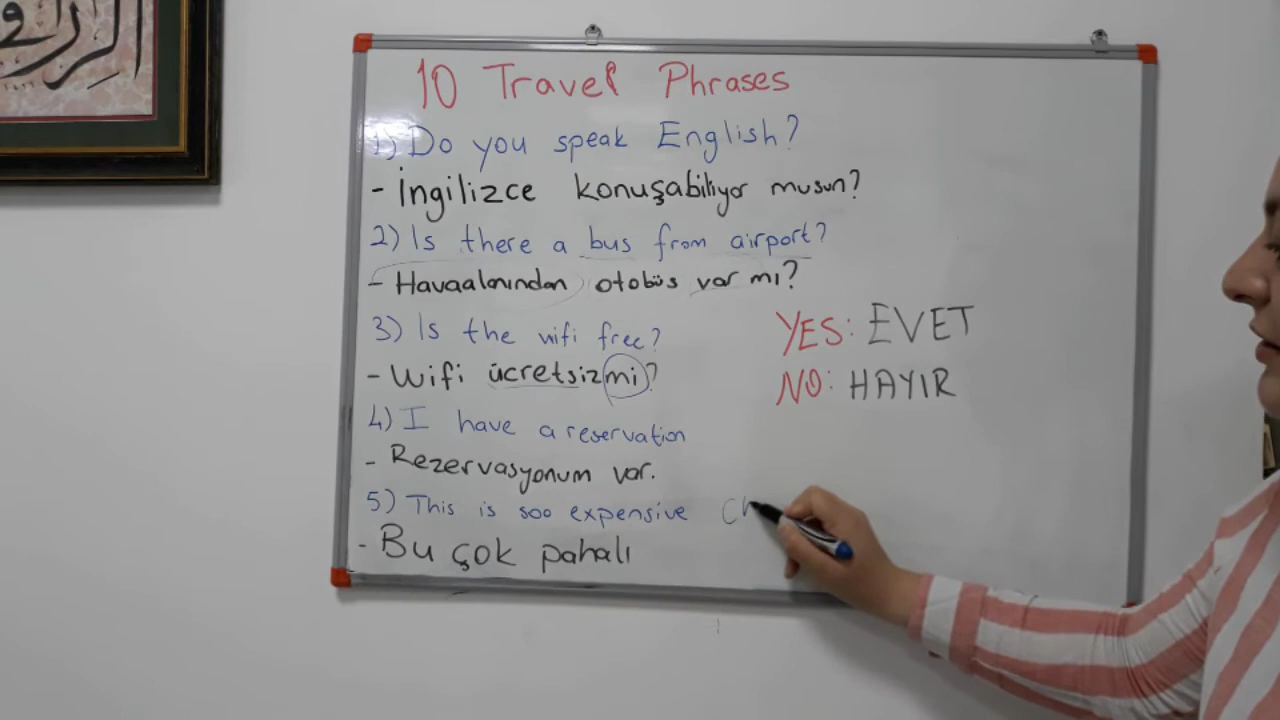 10 Travel Phrases
1) Do you speak English?
- İngilizce konuşabiliyor musun?
2) Is there a bus from airport?
- Havaalanından otobüs var mı?
3) Is the wifi free?
- Wifi ücretsiz mi?
YES: EVET
NO: HAYIR
4) I have a reservation
- Rezervasyonum var.
5) This is soo expensive Ch
- Bu çok pahalı